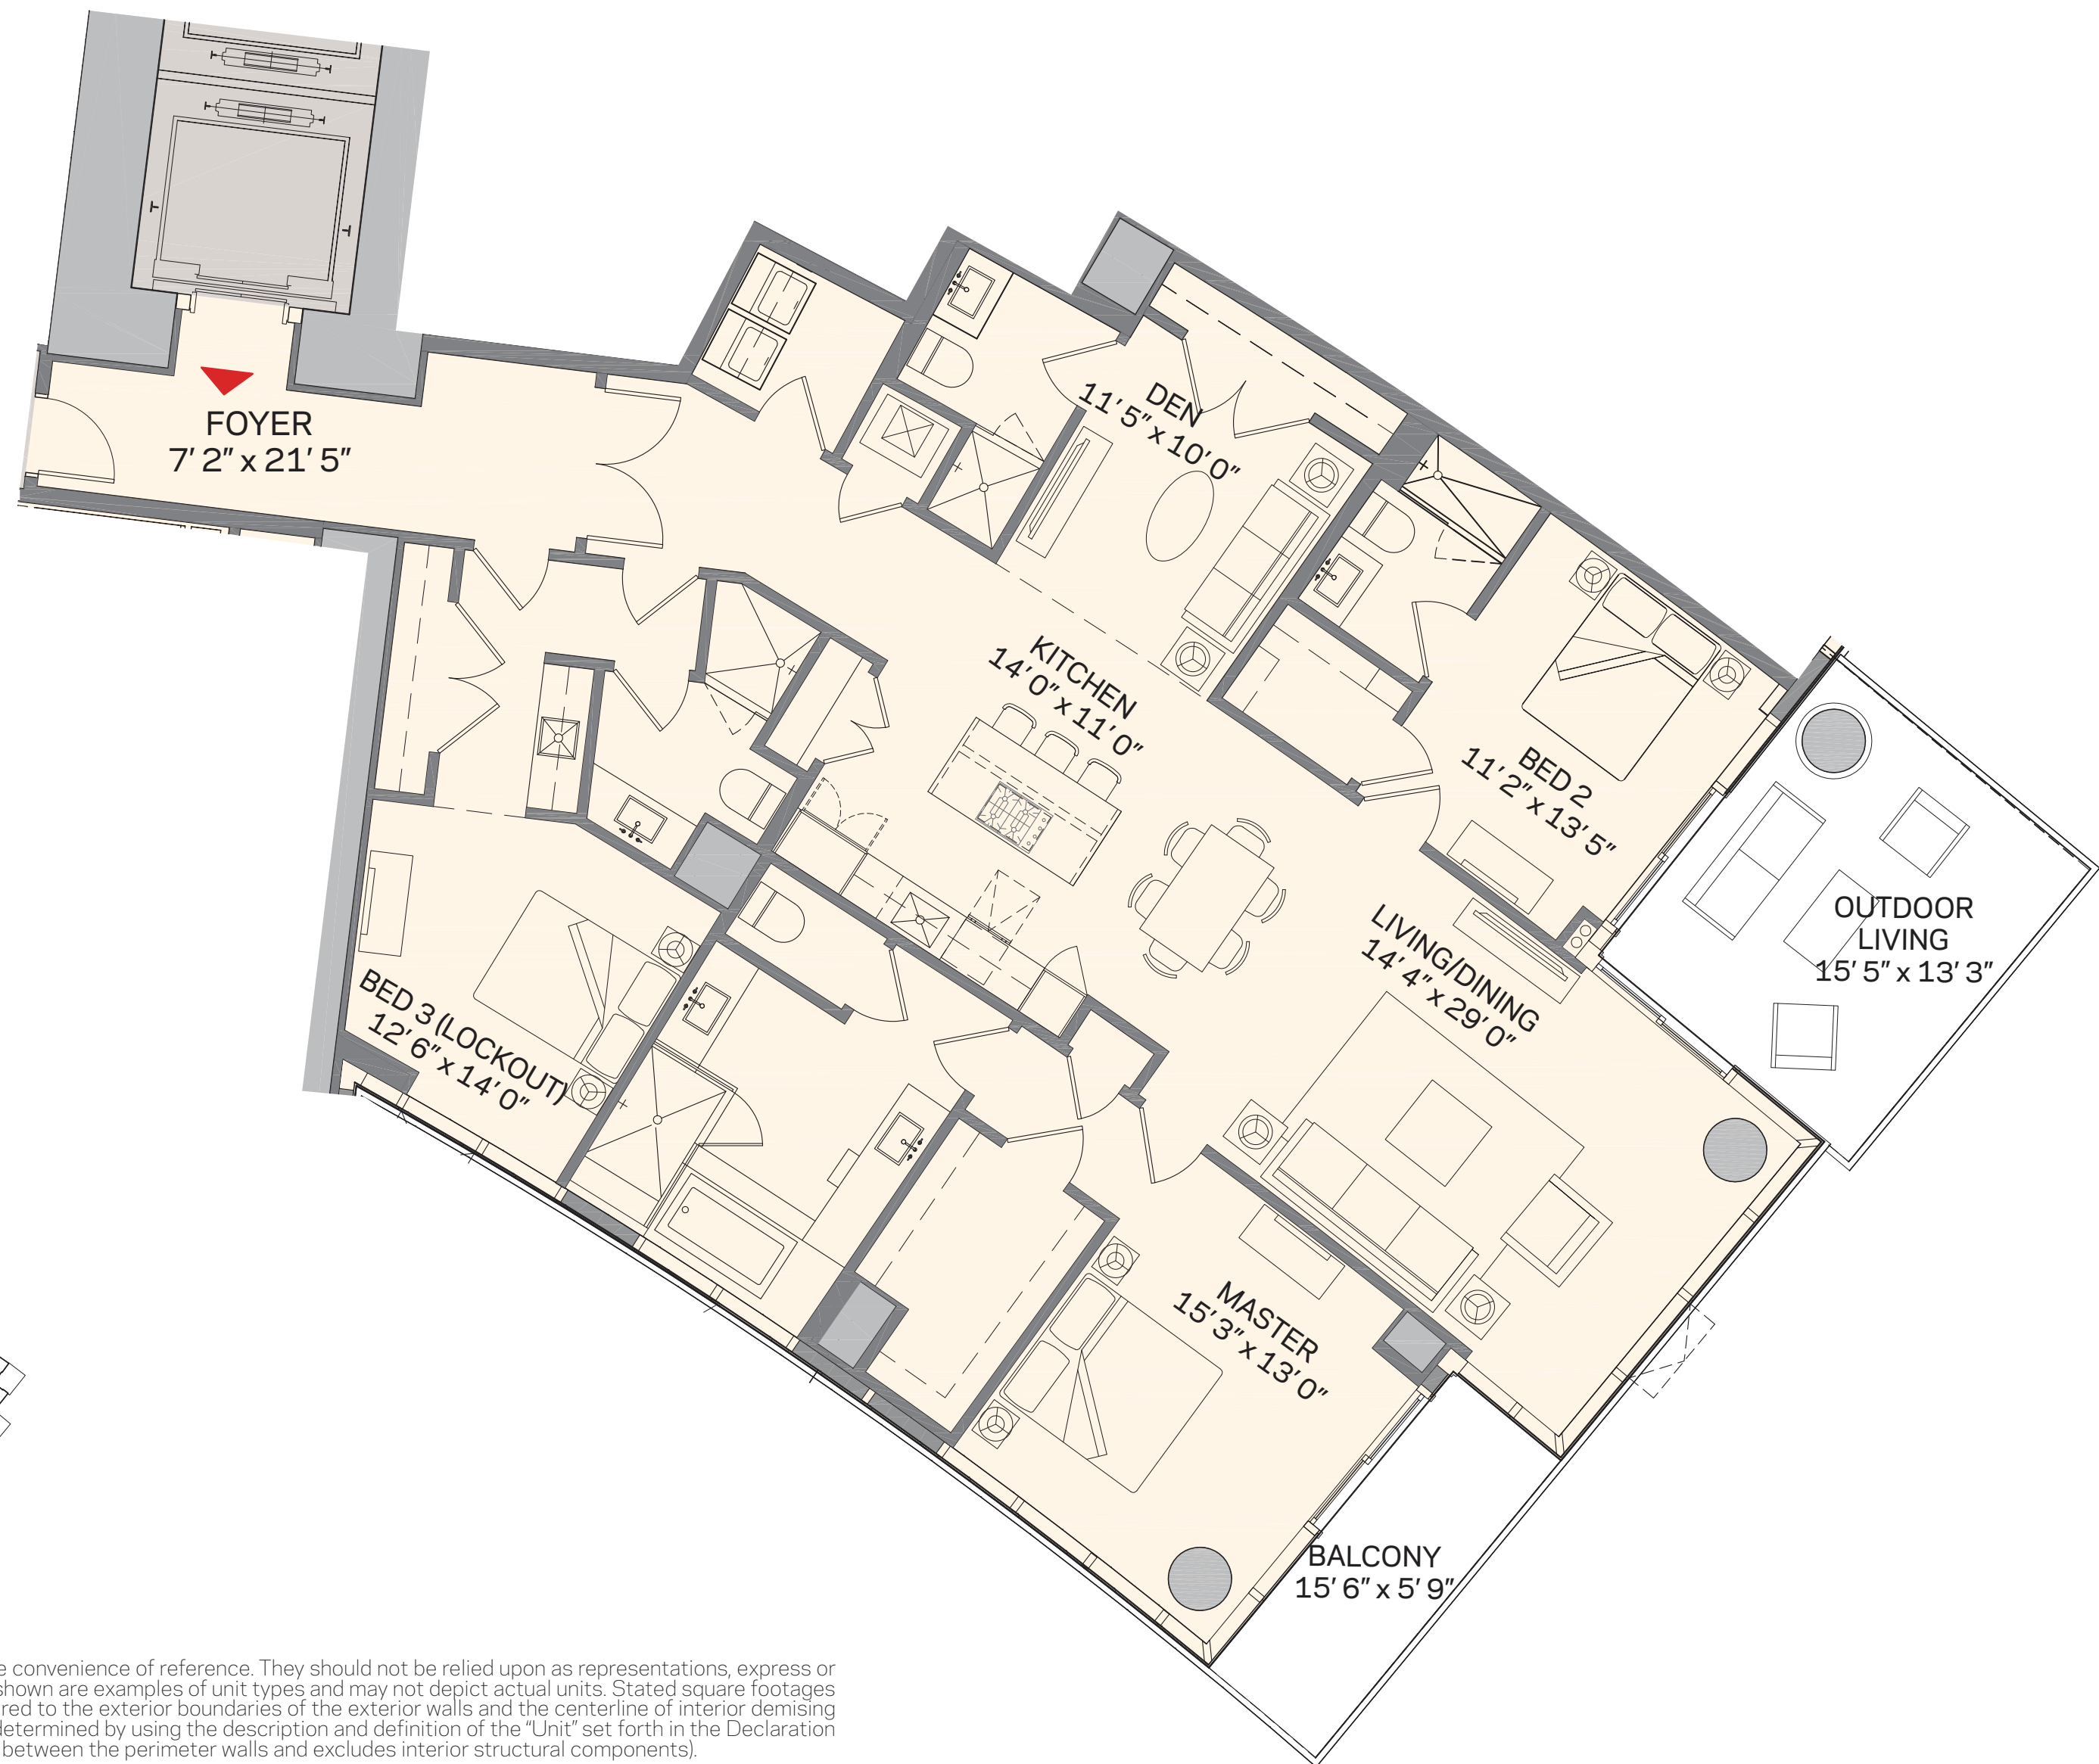 FOYER
7' 2" x 21' 5"
DEN
11' 5" x 10' 0"
KITCHEN
14' 0" x 11' 0"
BED 2
11' 2" x 13' 5"
OUTDOOR
LIVING
15' 5" x 13' 3"
LIVING/DINING
14' 4" x 29' 0"
BED 3 (LOCKOUT)
12' 6" x 14' 0"
MASTER
15' 3" x 13' 0"
BALCONY
15' 6" x 5' 9"
convenience of reference. They should not be relied upon as representations, express or
shown are examples of unit types and may not depict actual units. Stated square footages
to the exterior boundaries of the exterior walls and the centerline of interior demising
determined by using the description and definition of the “Unit” set forth in the Declaration
between the perimeter walls and excludes interior structural components).